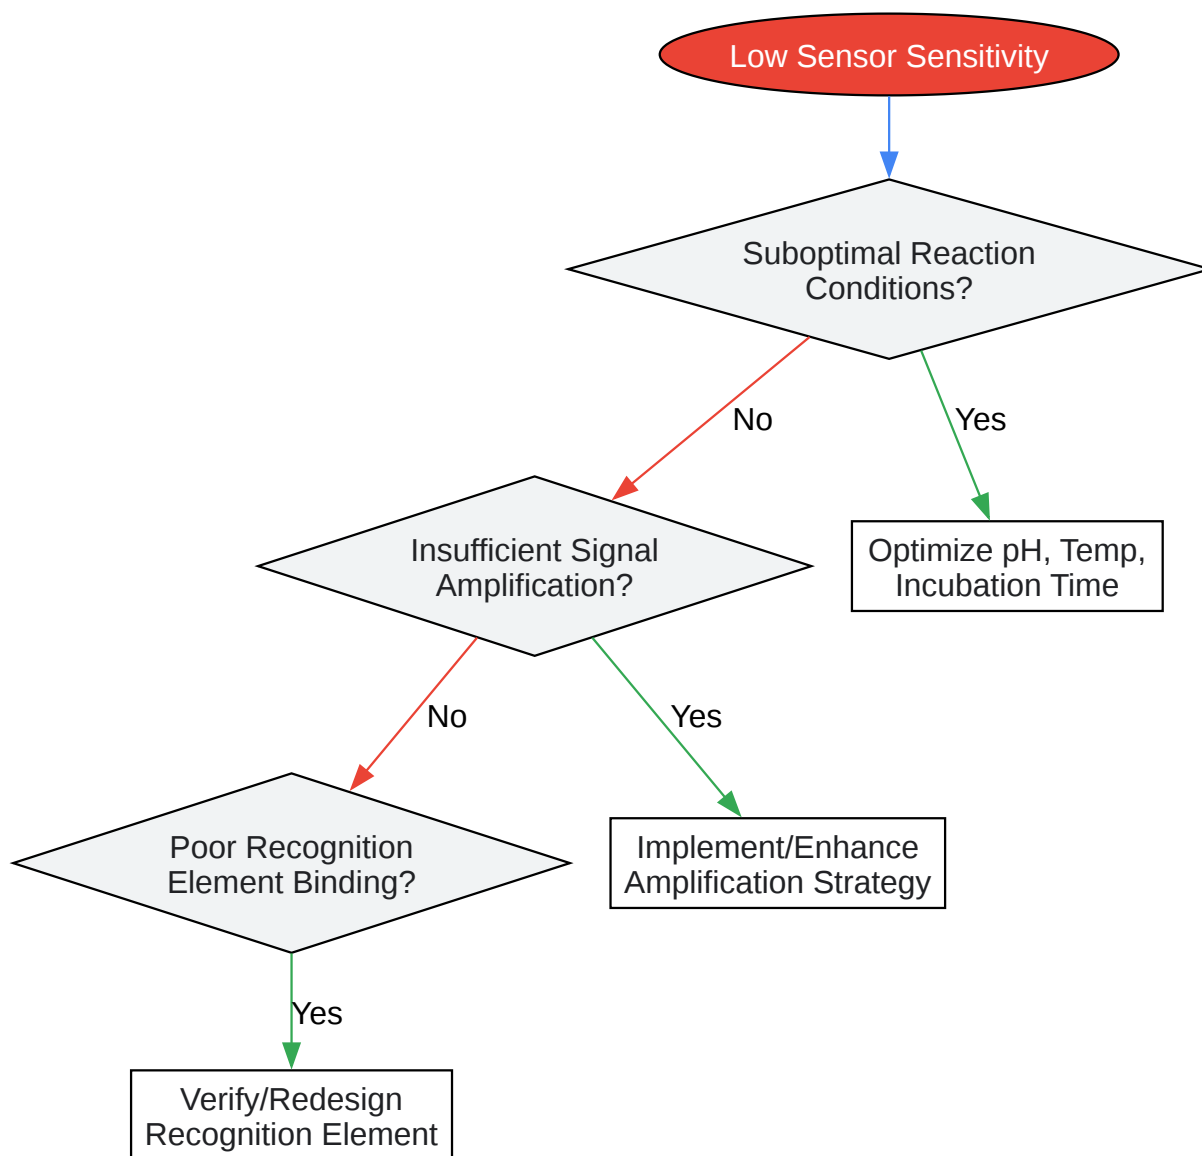 Low Sensor Sensitivity
Suboptimal Reaction
Conditions?
No
Yes
Insufficient Signal
Amplification?
Optimize pH, Temp,
Incubation Time
No
Yes
Poor Recognition
Element Binding?
Implement/Enhance
Amplification Strategy
Yes
Verify/Redesign
Recognition Element